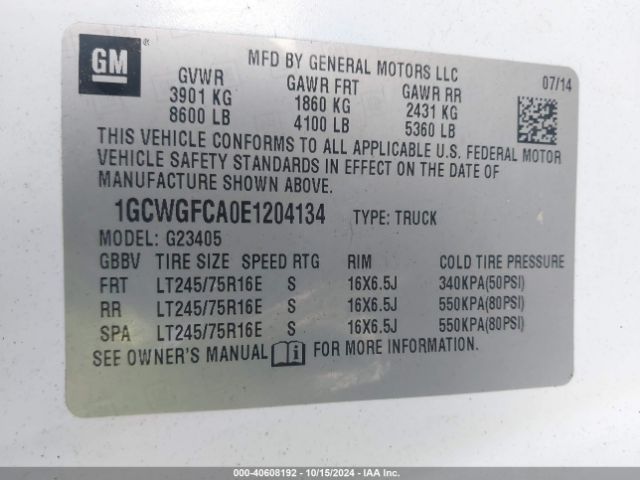 GM ®
MFD BY GENERAL MOTORS LLC
07/14
GVWR GAWR FRT GAWR RR
3901 KG 1860 KG 2431 KG
8600 LB 4100 LB 5360 LB
THIS VEHICLE CONFORMS TO ALL APPLICABLE U.S. FEDERAL MOTOR
VEHICLE SAFETY STANDARDS IN EFFECT ON THE DATE OF
MANUFACTURE SHOWN ABOVE.
1GCWGFCA0E1204134 TYPE: TRUCK
MODEL: G23405
GBBV TIRE SIZE SPEED RTG RIM COLD TIRE PRESSURE
FRT LT245/75R16E S 16X6.5J 340KPA(50PSI)
RR LT245/75R16E S 16X6.5J 550KPA(80PSI)
SPA LT245/75R16E S 16X6.5J 550KPA(80PSI)
SEE OWNER'S MANUAL FOR MORE INFORMATION.
000-40608192 - 10/15/2024 - IAAI.com